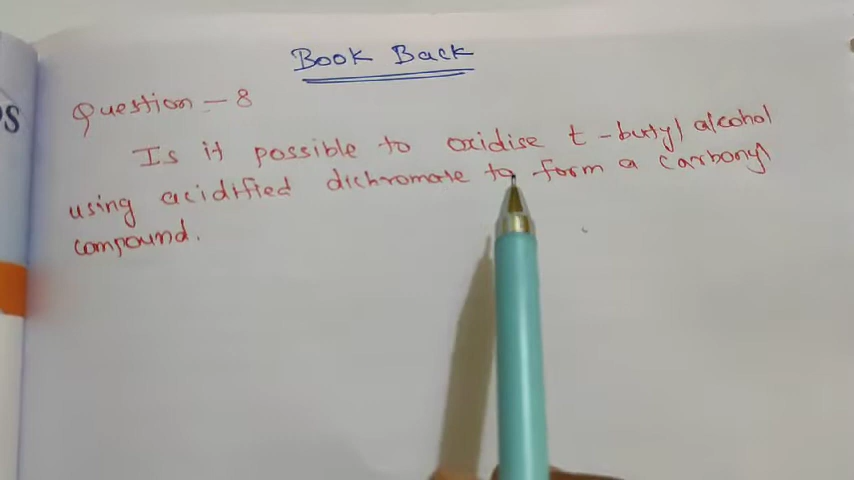 Book Back
Question - 8
Is it possible to oxidise t - butyl alcohol
using acidified dichromate to form a carbonyl
compound.